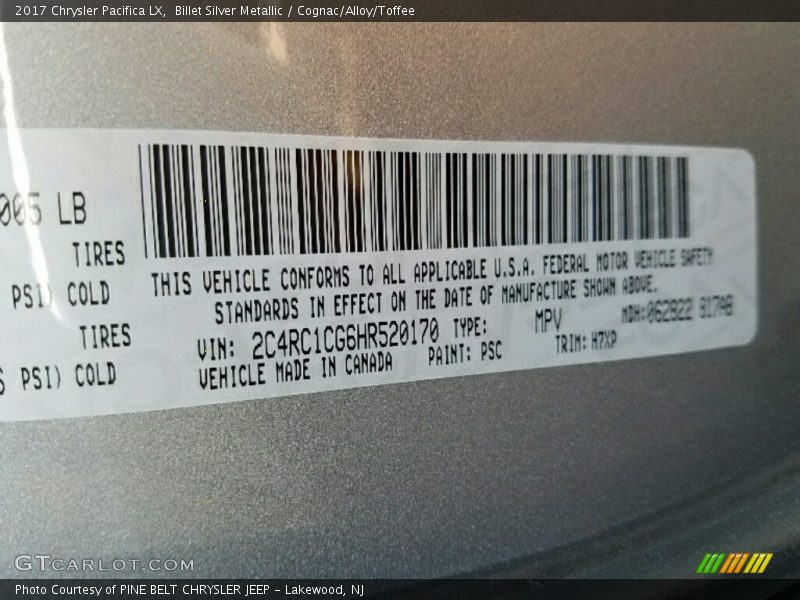 2017 Chrysler Pacifica LX, Billet Silver Metallic / Cognac/Alloy/Toffee
005 LB
TIRES
PSI) COLD
TIRES
PSI) COLD
THIS VEHICLE CONFORMS TO ALL APPLICABLE U.S.A. FEDERAL MOTOR VEHICLE SAFETY
STANDARDS IN EFFECT ON THE DATE OF MANUFACTURE SHOWN ABOVE.
VIN: 2C4RC1CG6HR520170 TYPE: MPV MDH: 062822 817AB
VEHICLE MADE IN CANADA PAINT: PSC TRIM: H7XP
GTCARLOT.COM
Photo Courtesy of PINE BELT CHRYSLER JEEP - Lakewood, NJ